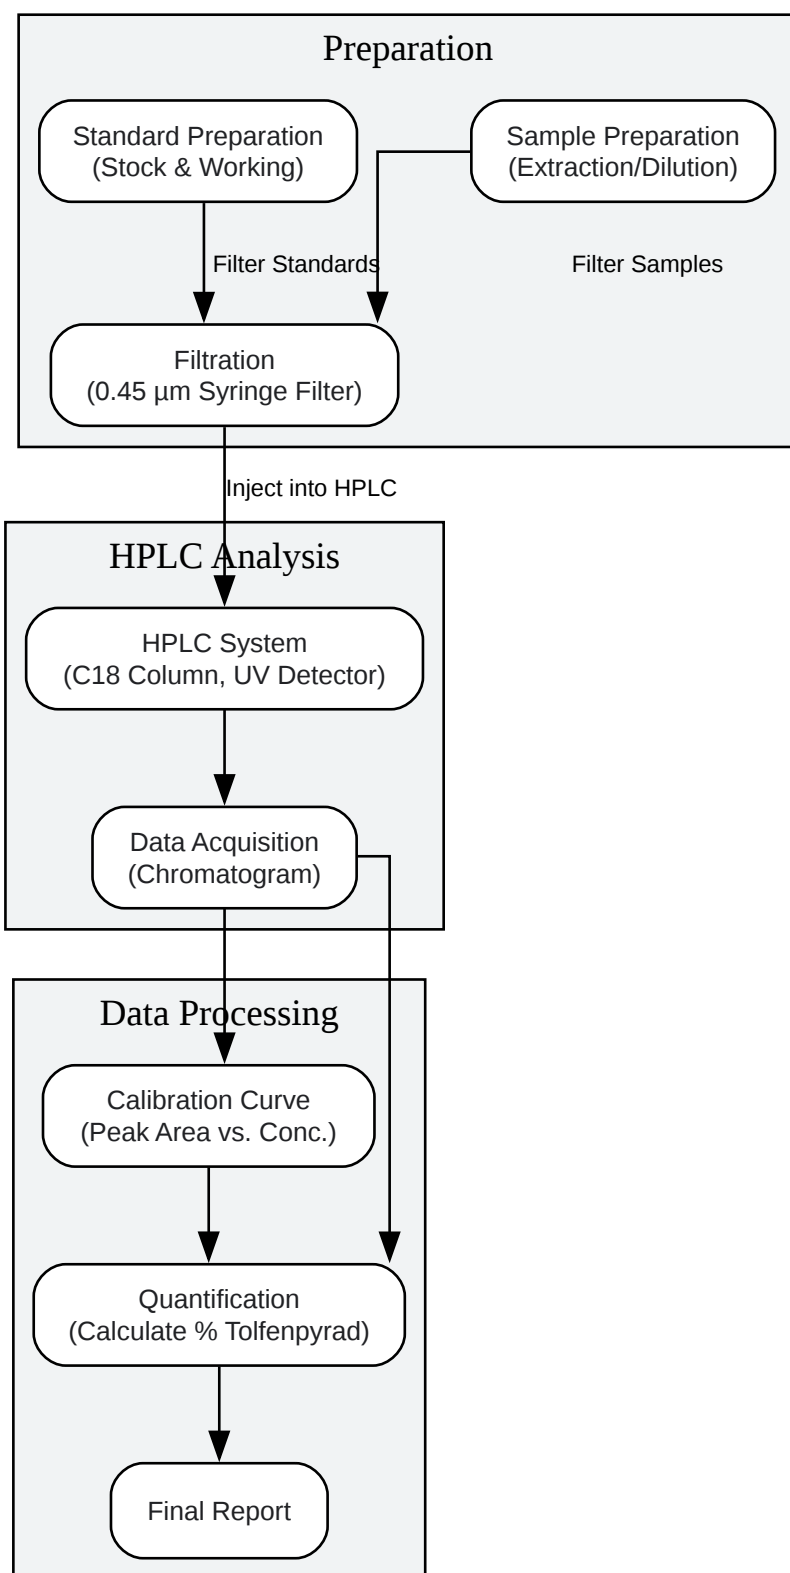 Preparation
Standard Preparation
(Stock & Working)
Sample Preparation
(Extraction/Dilution)
Filter Standards
Filter Samples
Filtration
(0.45 µm Syringe Filter)
Inject into HPLC
HPLC Analysis
HPLC System
(C18 Column, UV Detector)
Data Acquisition
(Chromatogram)
Data Processing
Calibration Curve
(Peak Area vs. Conc.)
Quantification
(Calculate % Tolfenpyrad)
Final Report